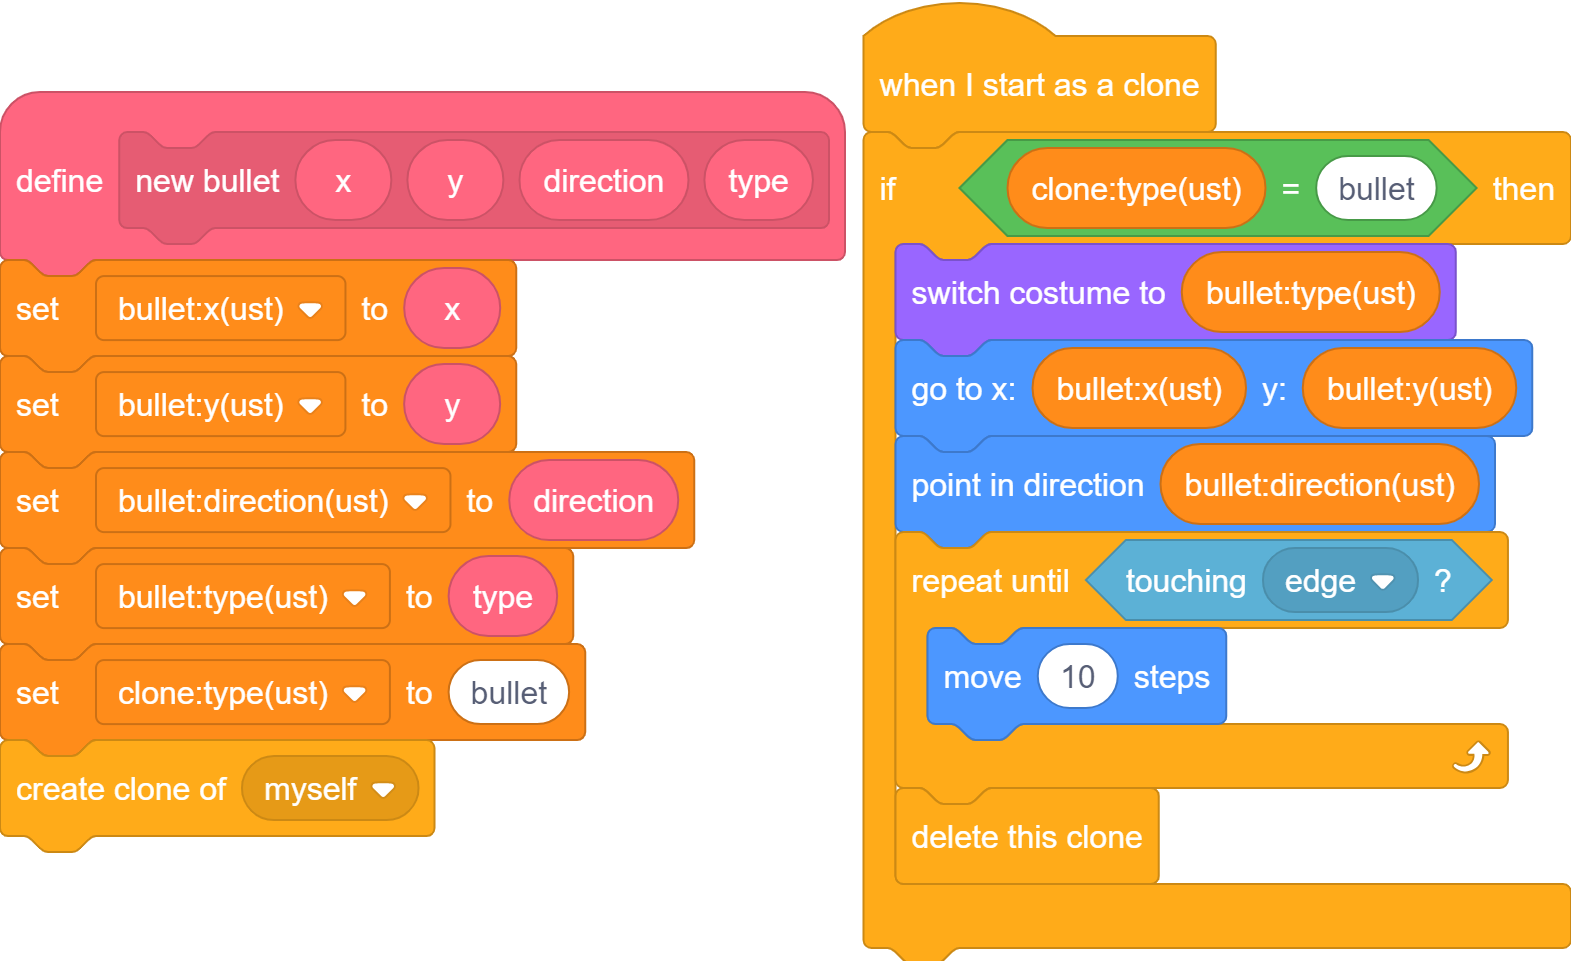 define new bullet x y direction type
set bullet:x(ust) to x
set bullet:y(ust) to y
set bullet:direction(ust) to direction
set bullet:type(ust) to type
set clone:type(ust) to bullet
create clone of myself
when I start as a clone
if clone:type(ust) = bullet then
switch costume to bullet:type(ust)
go to x: bullet:x(ust) y: bullet:y(ust)
point in direction bullet:direction(ust)
repeat until touching edge ?
move 10 steps
delete this clone